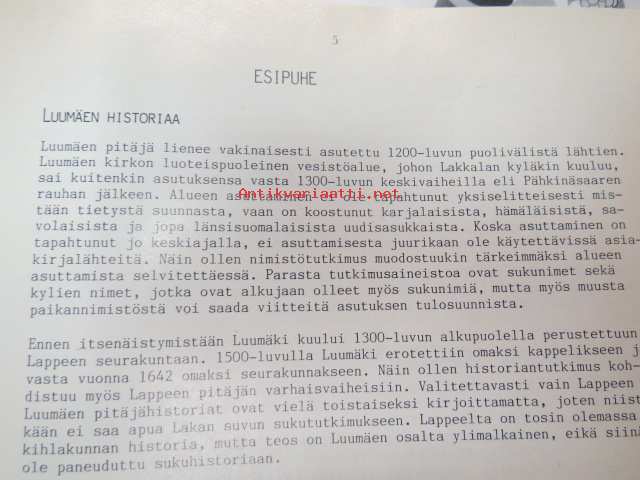 5
ESIPUHE
LUUMÄEN HISTORIAA
Luumäen pitäjä lienee vakinaisesti asutettu 1200-luvun puolivälistä lähtien.
Luumäen kirkon luoteispuoleinen vesistöalue, johon Lakkalan kyläkin kuuluu,
sai kuitenkin asutuksensa vasta 1300-luvun keskivaiheilla eli Pähkinäsaaren
rauhan jälkeen. Alueen asuttaminen ei ole tapahtunut yksiselitteisesti mis-
Antikvariaatti.net
tään tietystä suunnasta, vaan on koostunut karjalaisista, hämäläisistä, sa-
volaisista ja jopa länsisuomalaisista uudisasukkaista. Koska asuttaminen on
tapahtunut jo keskiajalla, ei asuttamisesta juurikaan ole käytettävissä asia-
kirjalähteitä. Näin ollen nimistötutkimus muodostuukin tärkeimmäksi alueen
asuttamista selvitettäessä. Parasta tutkimusaineistoa ovat sukunimet sekä
kylien nimet, jotka ovat alkujaan olleet myös sukunimiä, mutta myös muusta
paikannimistöstä voi saada viitteitä asutuksen tulosuunnista.
Ennen itsenäistymistään Luumäki kuului 1300-luvun alkupuolella perustettuun
Lappeen seurakuntaan. 1500-luvulla Luumäki erotettiin omaksi kappelikseen j
vasta vuonna 1642 omaksi seurakunnakseen. Näin ollen historiantutkimus koh-
distuu myös Lappeen pitäjän varhaisvaiheisiin. Valitettavasti vain Lappeen
Luumäen pitäjähistoriat ovat vielä toistaiseksi kirjoittamatta, joten niist
kään ei saa apua Lakan suvun sukututkimukseen. Lappeelta on tosin olemassa
kihlakunnan historia, mutta teos on Luumäen osalta ylimalkainen, eikä siinä
ole paneuduttu sukuhistoriaan.